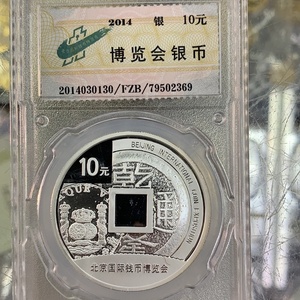 2014 银 10元
博览会银币
2014030130/FZB/79502369
BEIJING INTERNATIONAL COIN EXPOSITION
10元
乾
北京国际钱币博览会